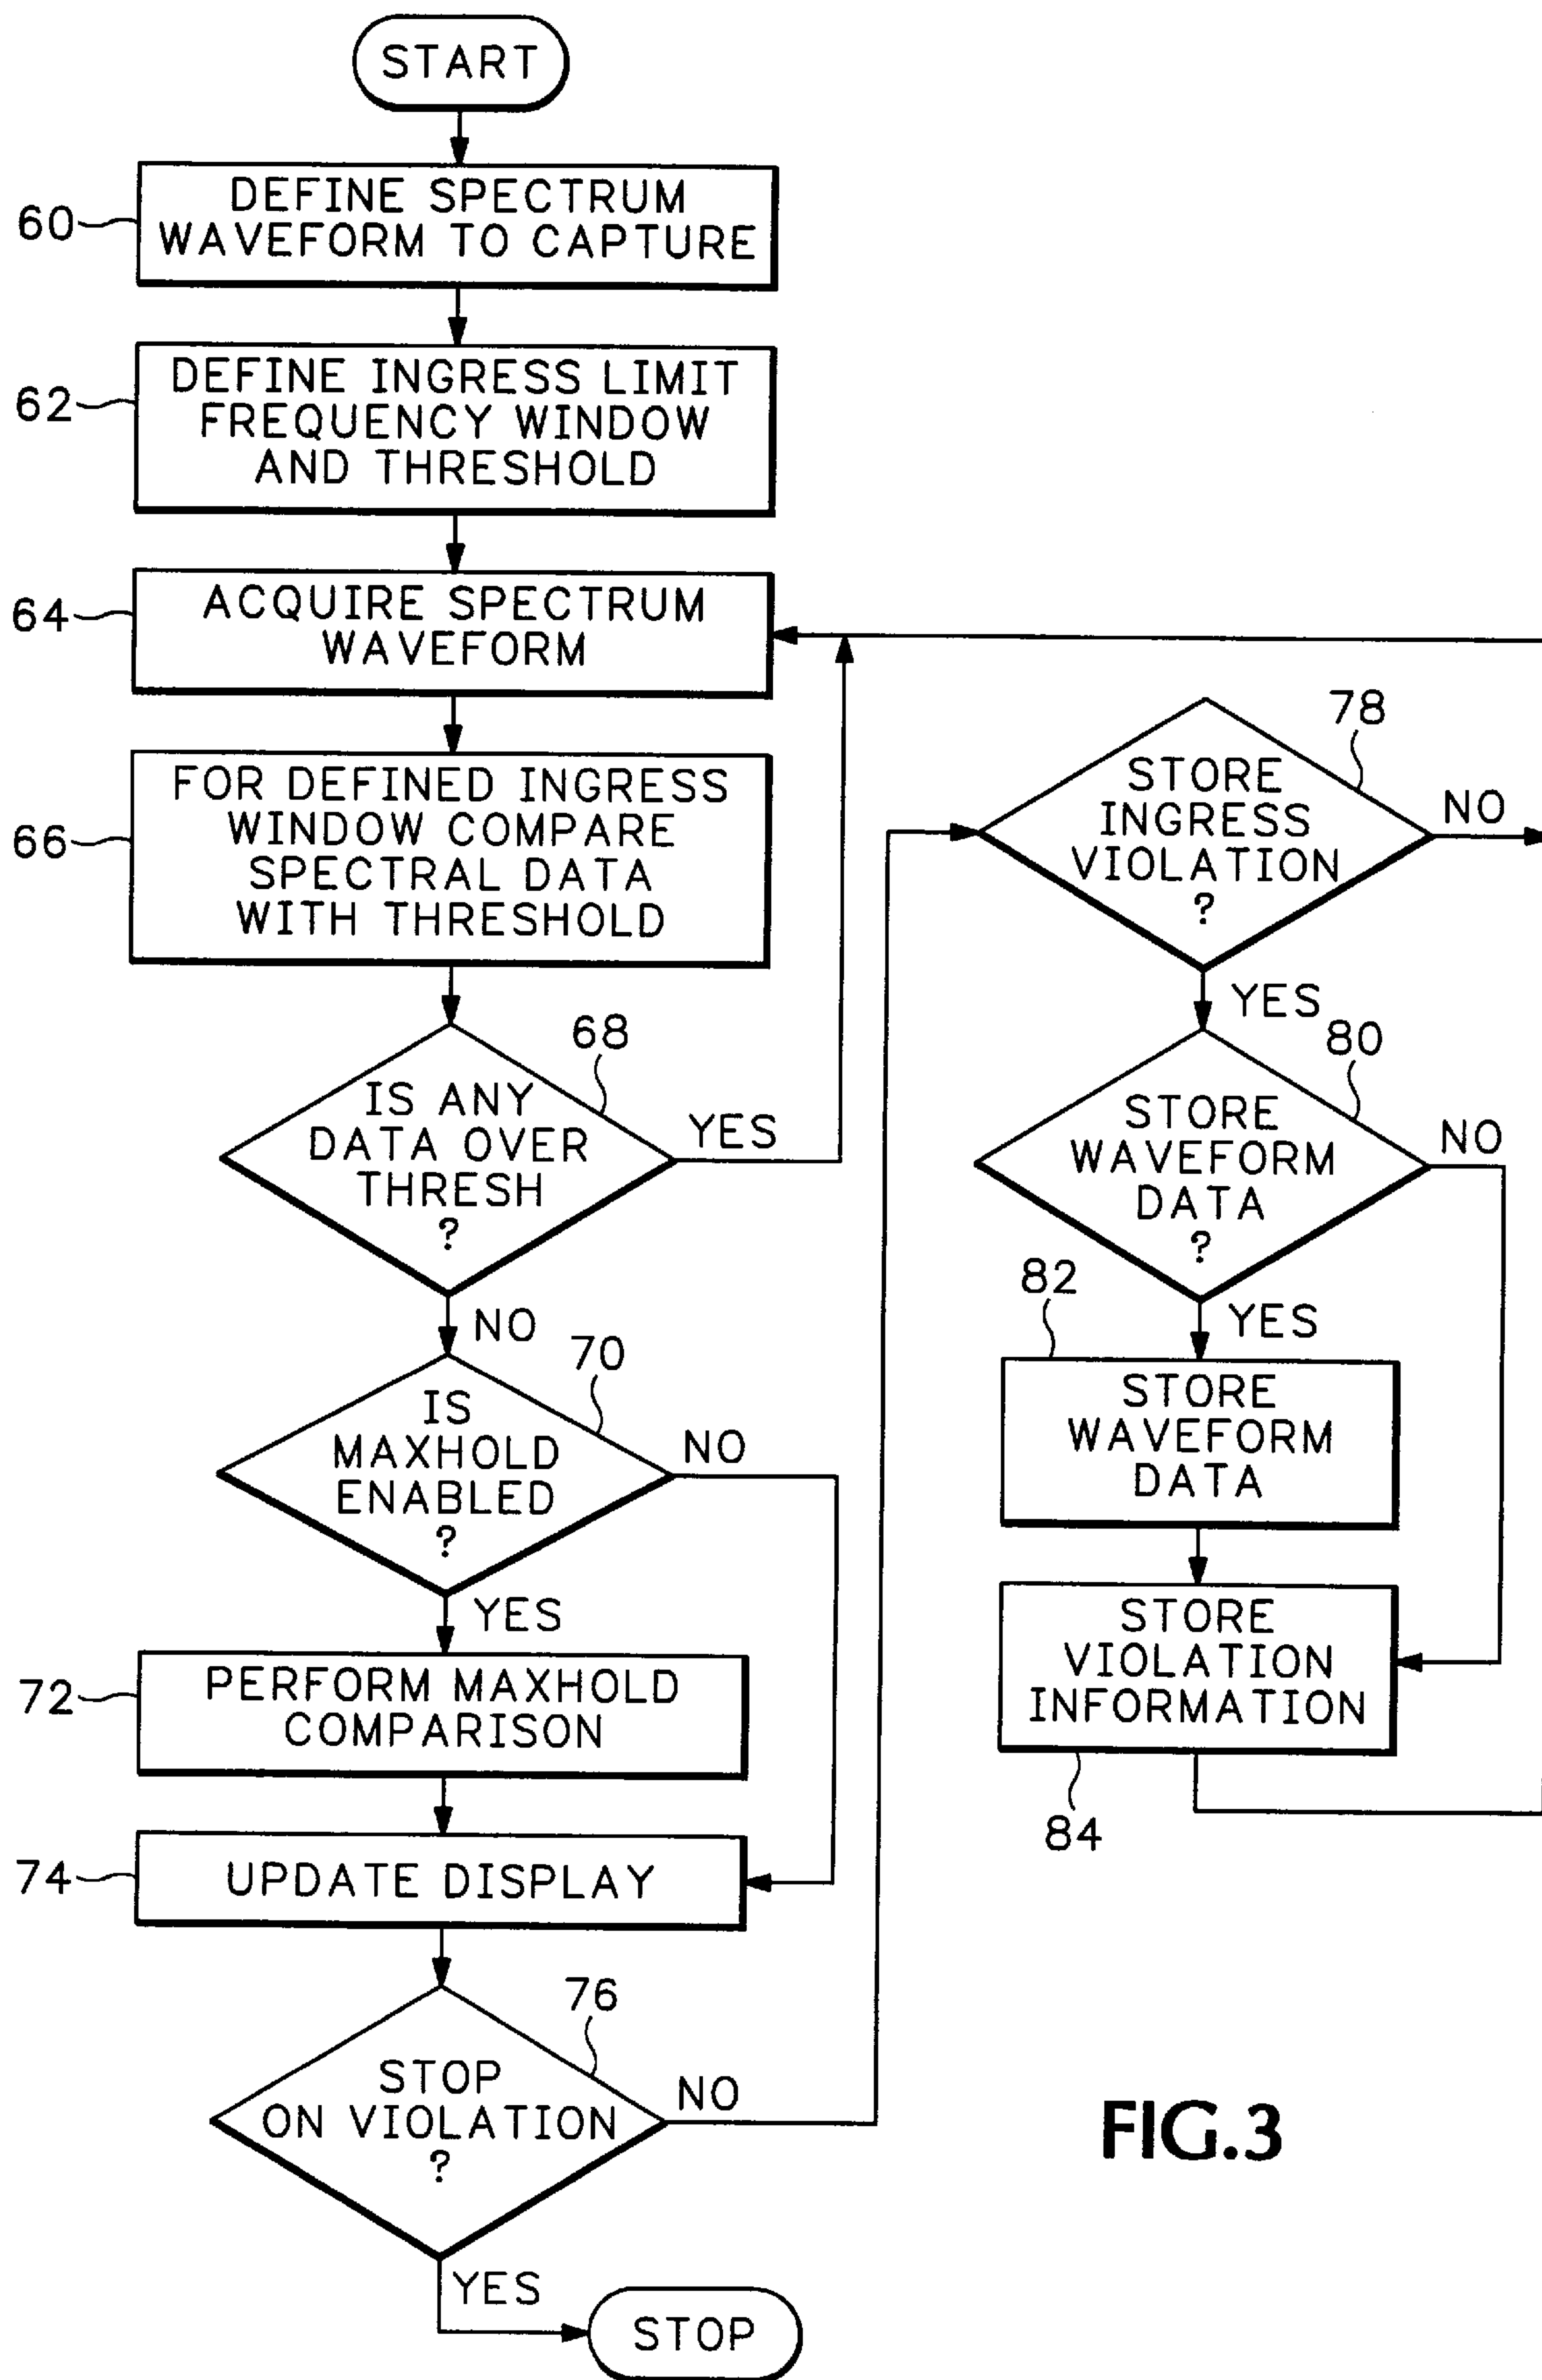 START
60
DEFINE SPECTRUM
WAVEFORM TO CAPTURE
62
DEFINE INGRESS LIMIT
FREQUENCY WINDOW
AND THRESHOLD
64
ACQUIRE SPECTRUM
WAVEFORM
66
FOR DEFINED INGRESS
WINDOW COMPARE
SPECTRAL DATA
WITH THRESHOLD
68
IS ANY
DATA OVER
THRESH
?
YES
NO
70
IS
MAXHOLD
ENABLED
?
NO
YES
72
PERFORM MAXHOLD
COMPARISON
74
UPDATE DISPLAY
76
STOP
ON VIOLATION
?
NO
YES
STOP
78
STORE
INGRESS
VIOLATION
?
NO
YES
80
STORE
WAVEFORM
DATA
?
NO
YES
82
STORE
WAVEFORM
DATA
STORE
VIOLATION
INFORMATION
84
FIG.3